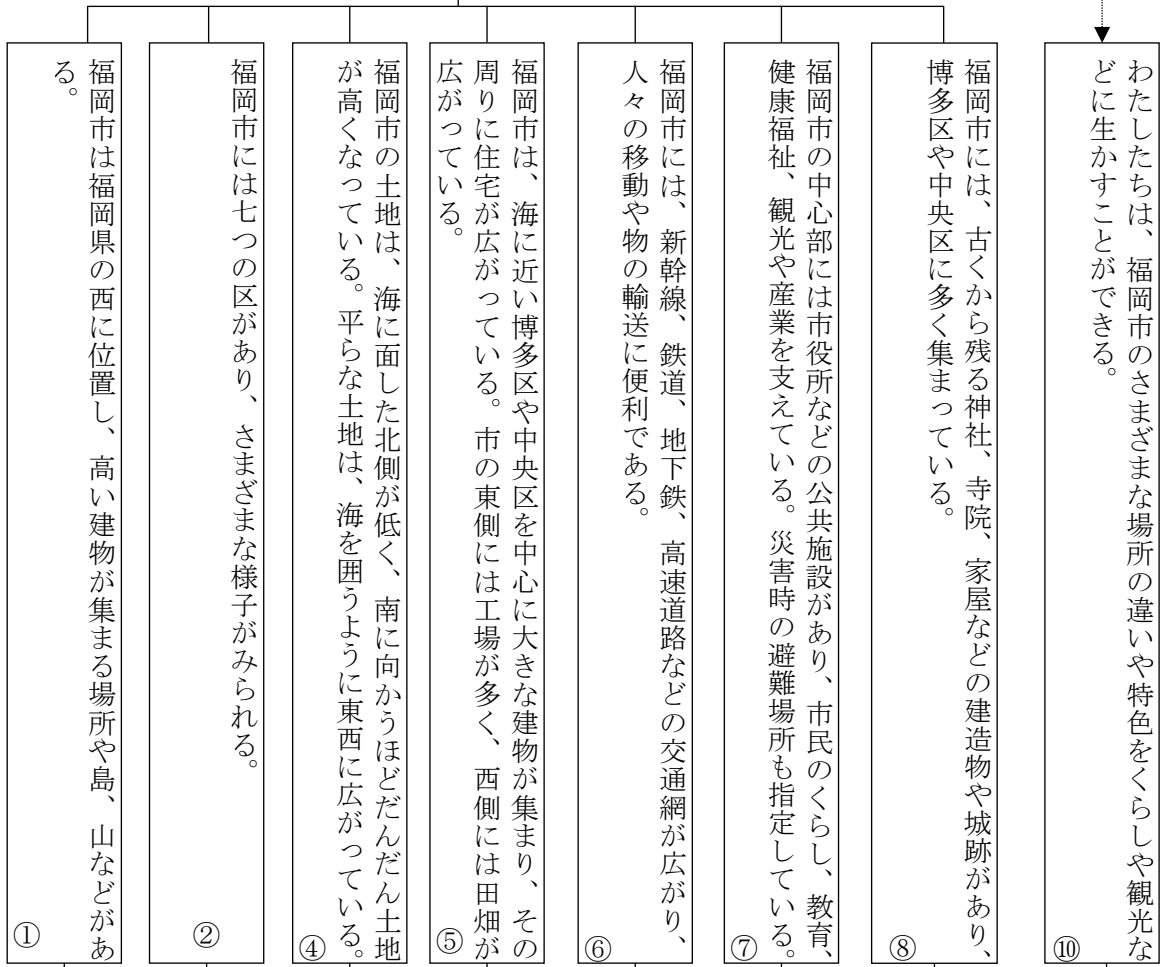 わたしたちは、福岡市のさまざまな場所の違いや特色をくらしや観光な
どに生かすことができる。
⑩
福岡市には、古くから残る神社、寺院、家屋などの建造物や城跡があり、
博多区や中央区に多く集まっている。
⑧
福岡市の中心部には市役所などの公共施設があり、市民のくらし、教育、
健康福祉、観光や産業を支えている。災害時の避難場所も指定している。
⑦
福岡市には、新幹線、鉄道、地下鉄、高速道路などの交通網が広がり、
人々の移動や物の輸送に便利である。
⑥
福岡市は、海に近い博多区や中央区を中心に大きな建物が集まり、その
周りに住宅が広がっている。市の東側には工場が多く、西側には田畑が
広がっている。
⑤
福岡市の土地は、海に面した北側が低く、南に向かうほどだんだん土地
が高くなっている。平らな土地は、海を囲うように東西に広がっている。
④
福岡市には七つの区があり、さまざまな様子がみられる。
②
福岡市は福岡県の西に位置し、高い建物が集まる場所や島、山などがあ
る。
①